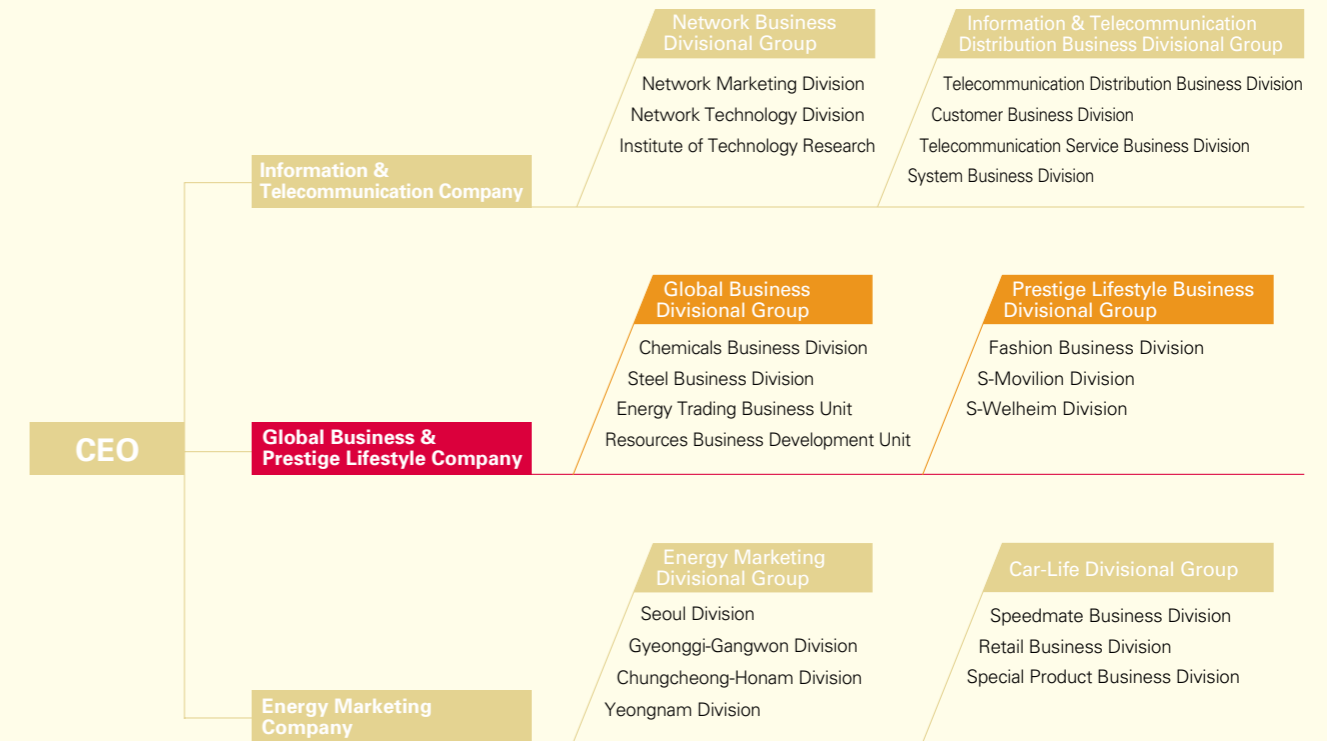 Network Business
Divisional Group
Network Marketing Division
Network Technology Division
Institute of Technology Research
Information & Telecommunication
Distribution Business Divisional Group
Telecommunication Distribution Business Division
Customer Business Division
Telecommunication Service Business Division
System Business Division
Information &
Telecommunication Company
Global Business
Divisional Group
Chemicals Business Division
Steel Business Division
Energy Trading Business Unit
Resources Business Development Unit
Prestige Lifestyle Business
Divisional Group
Fashion Business Division
S-Movilion Division
S-Welheim Division
CEO
Global Business &
Prestige Lifestyle Company
Energy Marketing
Divisional Group
Seoul Division
Gyeonggi-Gangwon Division
Chungcheong-Honam Division
Yeongnam Division
Car-Life Divisional Group
Speedmate Business Division
Retail Business Division
Special Product Business Division
Energy Marketing
Company